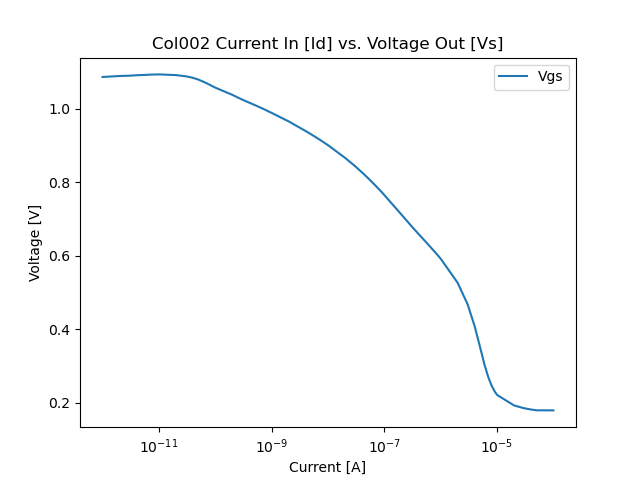 Col002 Current In [Id] vs. Voltage Out [Vs]
Vgs
1.0
0.8
0.6
0.4
0.2
Voltage [V]
10⁻¹¹ 10⁻⁹ 10⁻⁷ 10⁻⁵
Current [A]